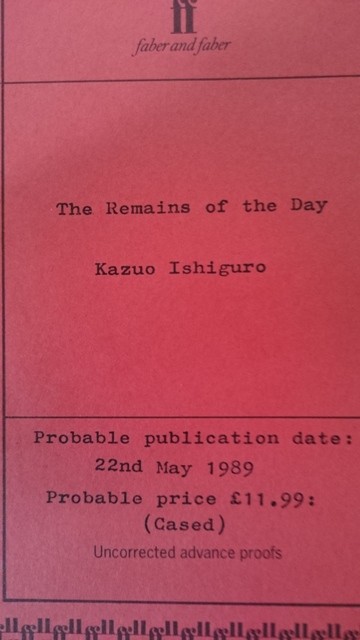 ff
faber and faber
The Remains of the Day
Kazuo Ishiguro
Probable publication date:
22nd May 1989
Probable price £11.99:
(Cased)
Uncorrected advance proofs
ffffffffffffffffffff